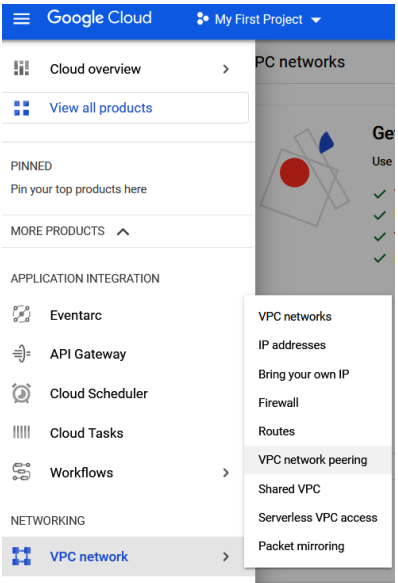 Google Cloud
My First Project
Cloud overview
View all products
PINNED
Pin your top products here
MORE PRODUCTS
APPLICATION INTEGRATION
Eventarc
API Gateway
Cloud Scheduler
Cloud Tasks
Workflows
NETWORKING
VPC network
PC networks
Ge
Use
VPC networks
IP addresses
Bring your own IP
Firewall
Routes
VPC network peering
Shared VPC
Serverless VPC access
Packet mirroring